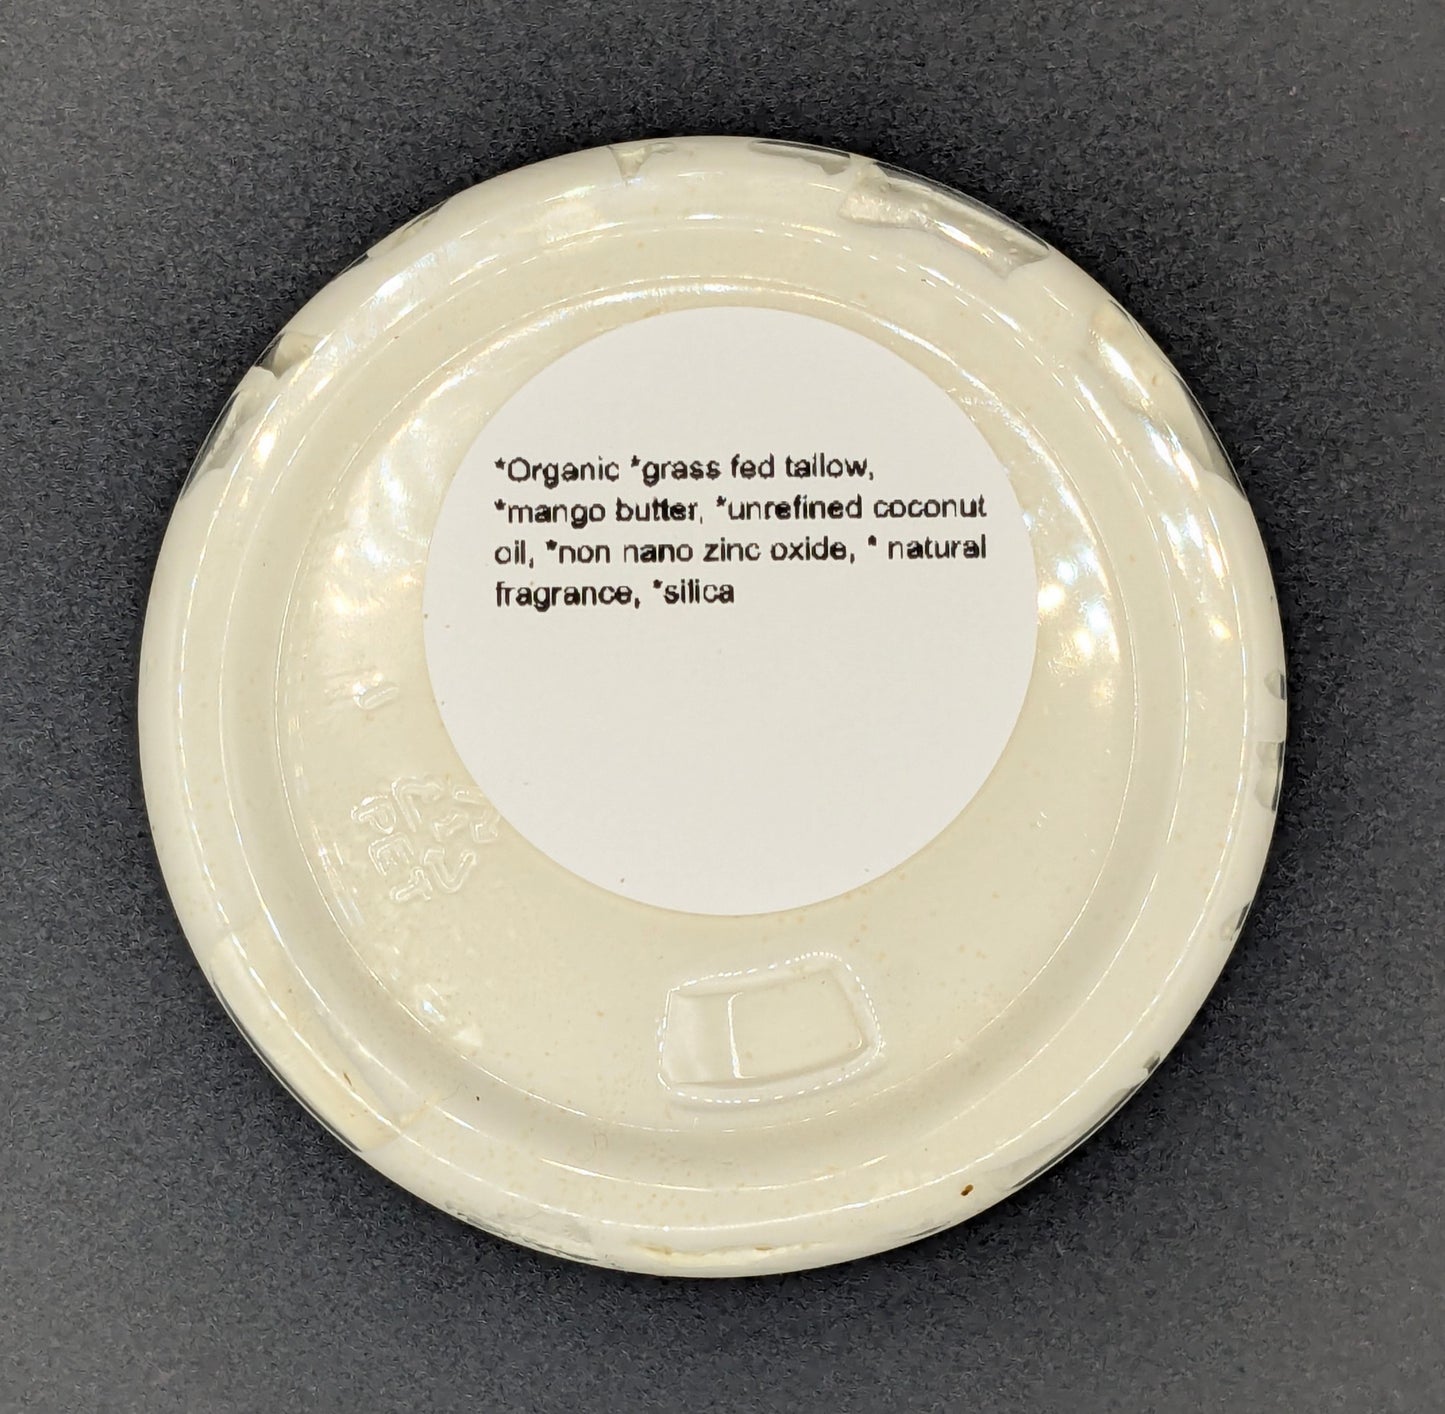 *Organic *grass fed tallow,
*mango butter, *unrefined coconut
oil, *non nano zinc oxide, * natural
fragrance, *silica
PET